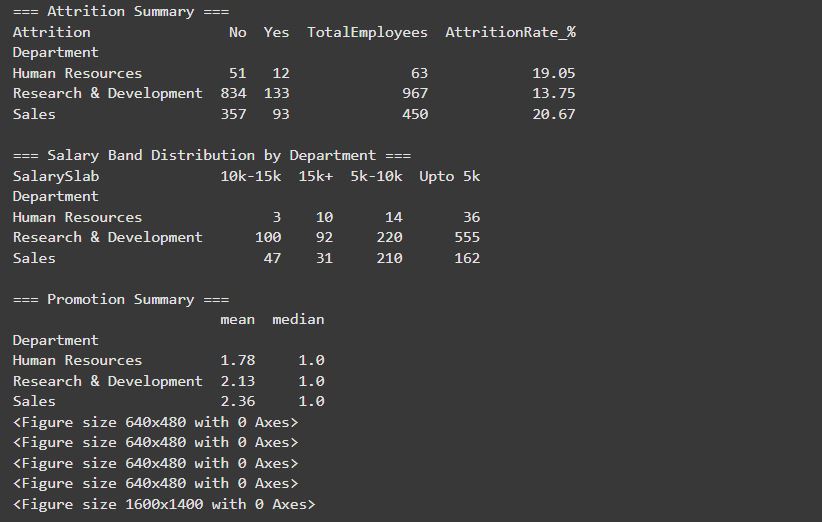 === Attrition Summary ===
Attrition                No  Yes  TotalEmployees  AttritionRate_%
Department
Human Resources          51   12              63            19.05
Research & Development  834  133             967            13.75
Sales                   357   93             450            20.67
=== Salary Band Distribution by Department ===
SalarySlab              10k-15k  15k+  5k-10k  Upto 5k
Department
Human Resources               3    10      14       36
Research & Development      100    92     220      555
Sales                        47    31     210      162
=== Promotion Summary ===
                        mean  median
Department
Human Resources         1.78     1.0
Research & Development  2.13     1.0
Sales                   2.36     1.0
<Figure size 640x480 with 0 Axes>
<Figure size 640x480 with 0 Axes>
<Figure size 640x480 with 0 Axes>
<Figure size 640x480 with 0 Axes>
<Figure size 1600x1400 with 0 Axes>